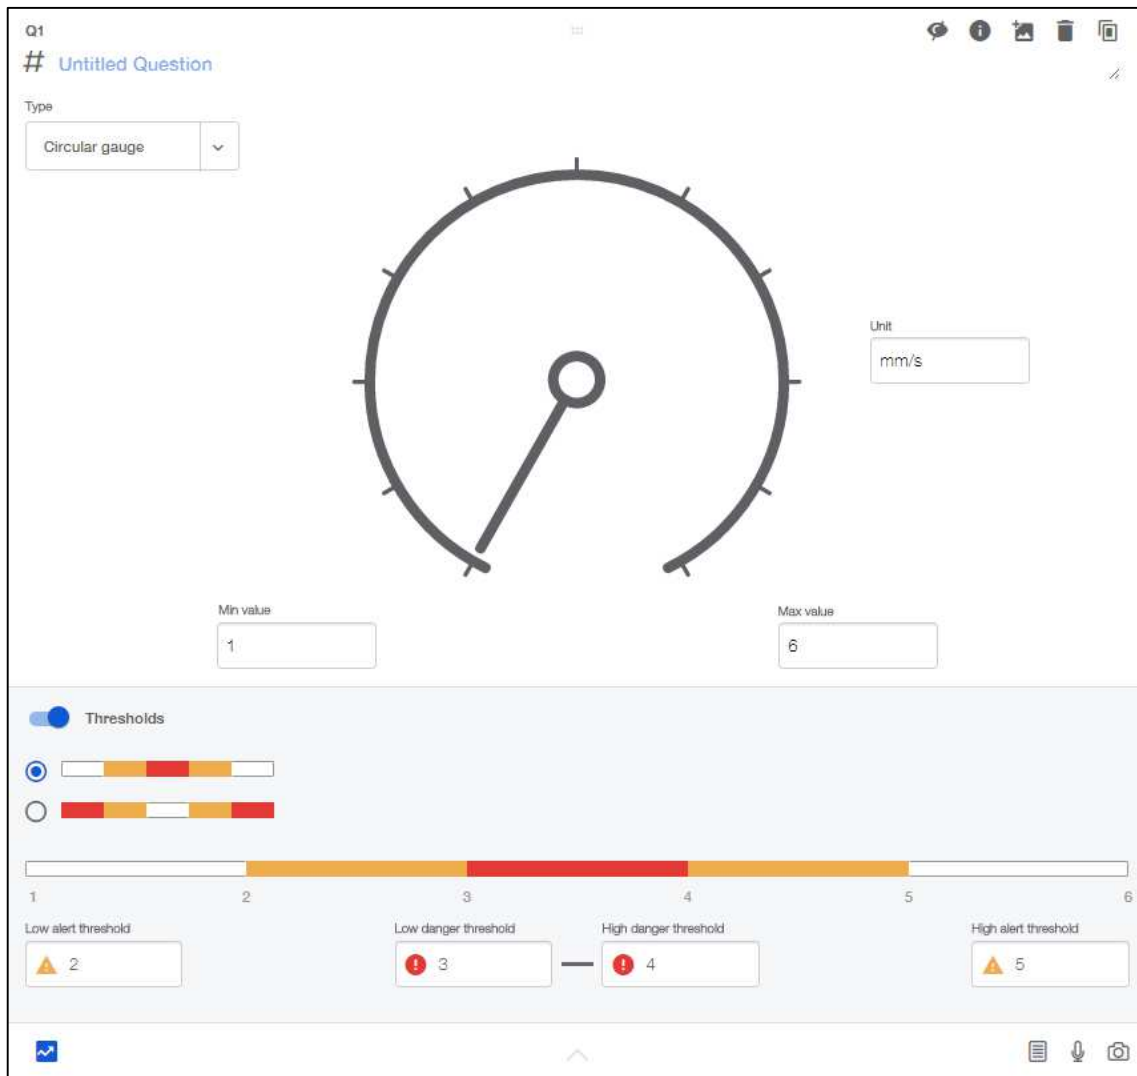 Q1
# Untitled Question
Type
Circular gauge
Unit
mm/s
Min value
1
Max value
6
Thresholds
1 2 3 4 5 6
Low alert threshold
2
Low danger threshold
3
High danger threshold
4
High alert threshold
5